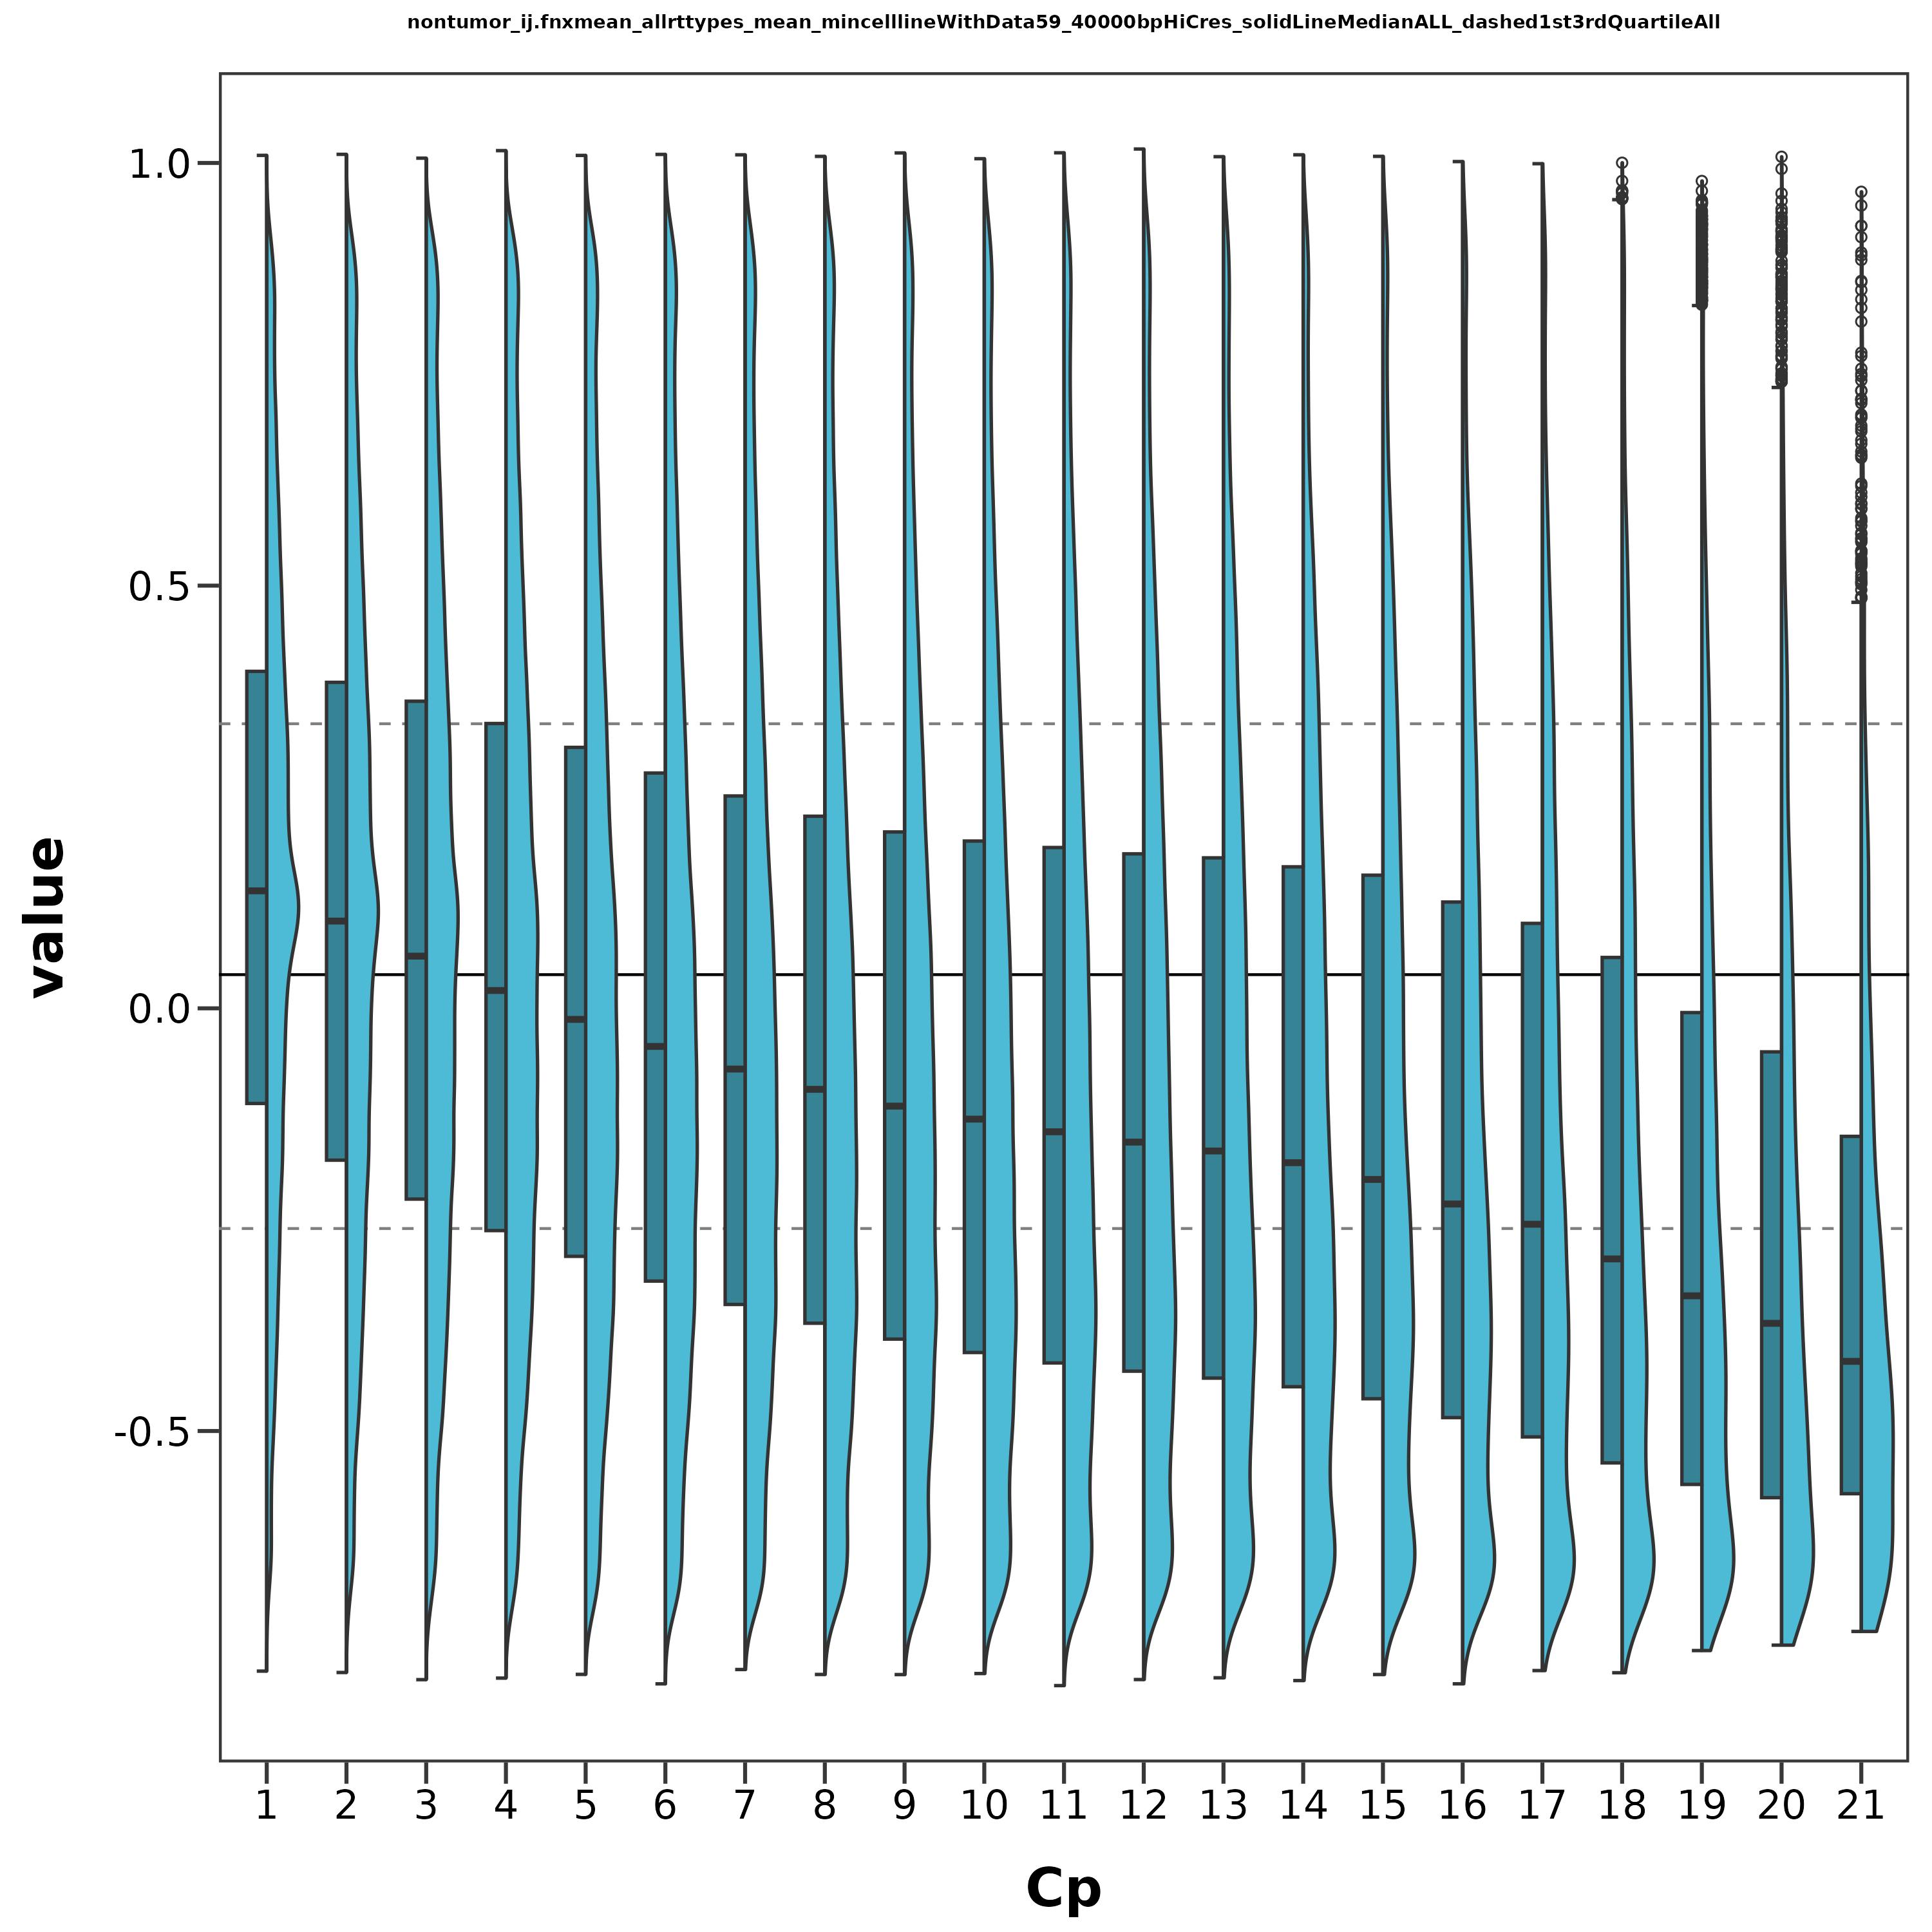 nontumor_ij.fnxmean_allrttypes_mean_mincelllineWithData59_40000bpHiCres_solidLineMedianALL_dashed1st3rdQuartileAll
1.0
0.5
0.0
-0.5
value
1 2 3 4 5 6 7 8 9 10 11 12 13 14 15 16 17 18 19 20 21
Cp